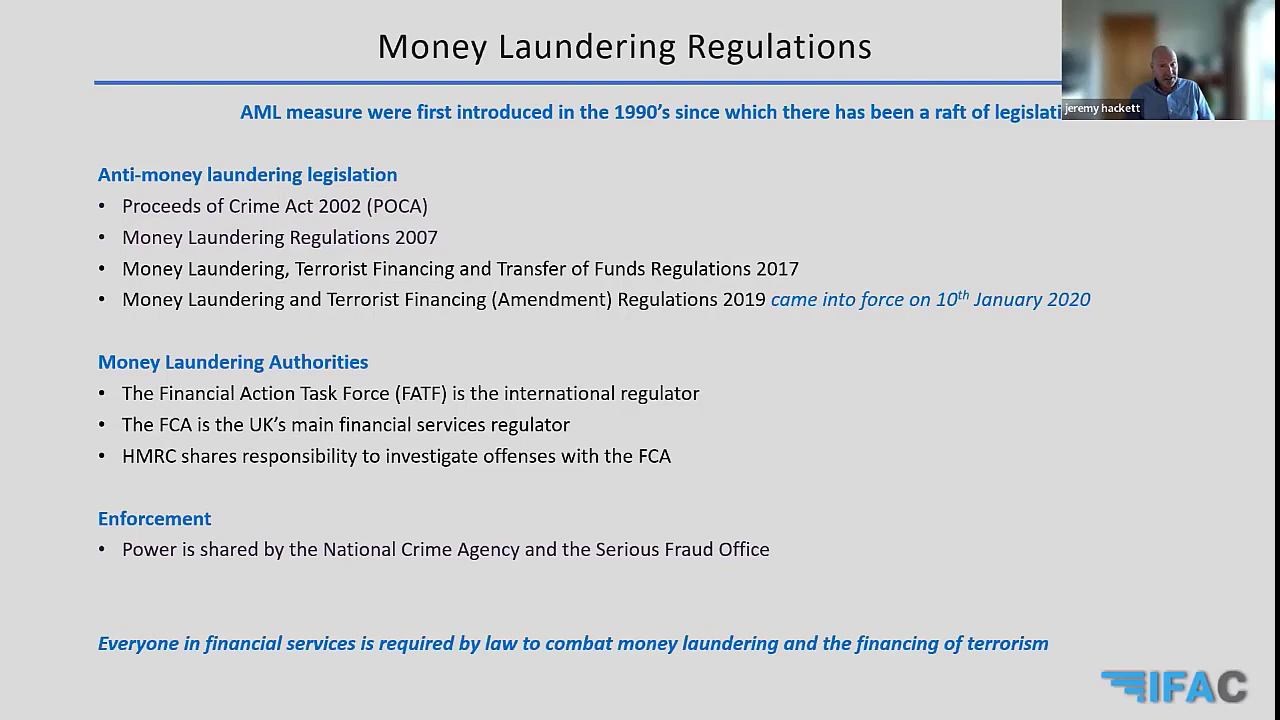 Money Laundering Regulations
jeremy hackett
AML measure were first introduced in the 1990's since which there has been a raft of
Anti-money laundering legislation
• Proceeds of Crime Act 2002 (POCA)
• Money Laundering Regulations 2007
• Money Laundering, Terrorist Financing and Transfer of Funds Regulations 2017
• Money Laundering and Terrorist Financing (Amendment) Regulations 2019 came into force on 10th January 2020
Money Laundering Authorities
• The Financial Action Task Force (FATF) is the international regulator
• The FCA is the UK's main financial services regulator
• HMRC shares responsibility to investigate offenses with the FCA
Enforcement
• Power is shared by the National Crime Agency and the Serious Fraud Office
Everyone in financial services is required by law to combat money laundering and the financing of terrorism
IFAC